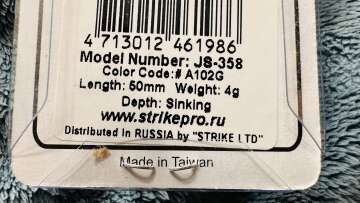 4 713012 461986
Model Number: JS-358
Color Code:# A102G
Length: 50mm Weight: 4g
Depth: Sinking
www.strikepro.ru
Distributed in RUSSIA by "STRIKE LTD"
Made in Taiwan